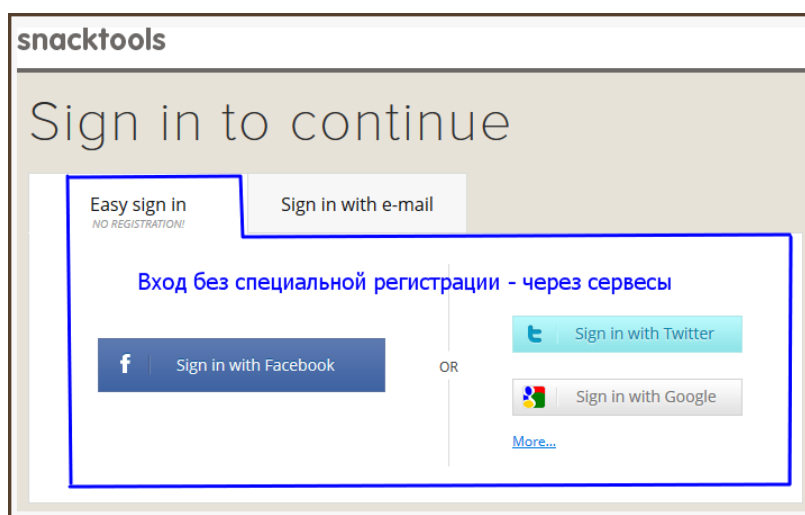 snacktools
Sign in to continue
Easy sign in
NO REGISTRATION!
Sign in with e-mail
Вход без специальной регистрации - через сервесы
Sign in with Facebook
OR
Sign in with Twitter
Sign in with Google
More...